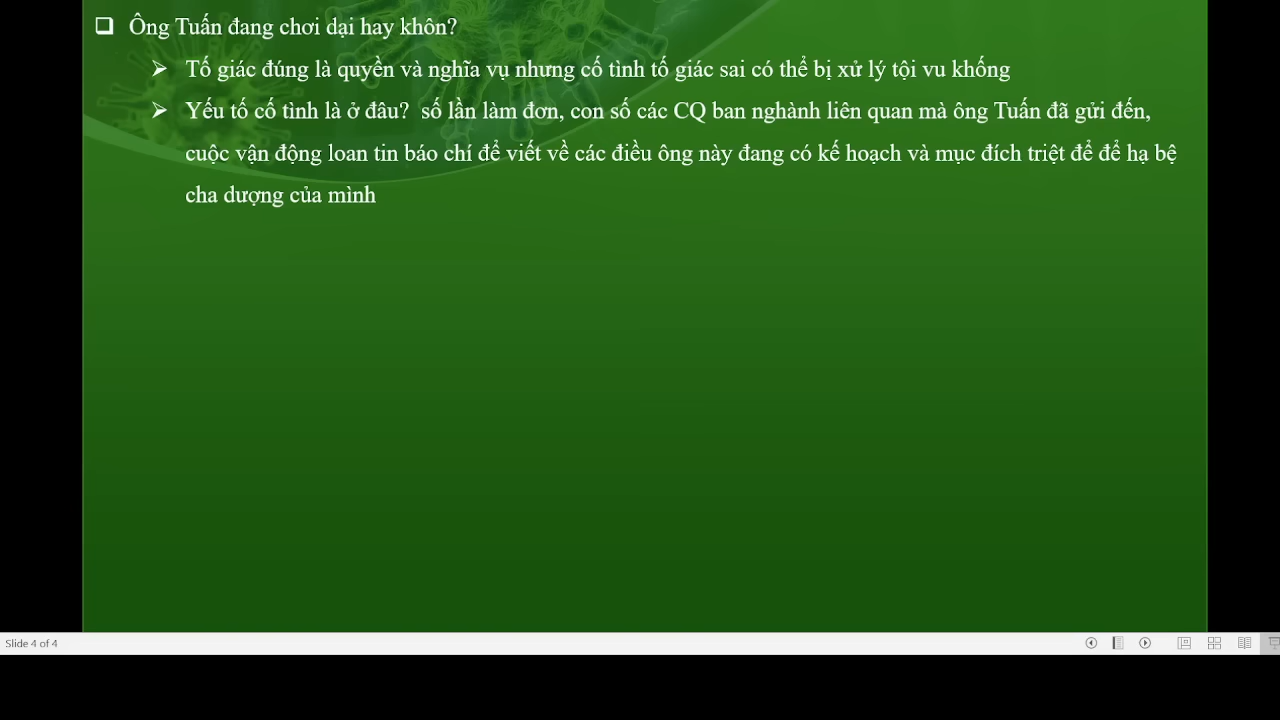 Ông Tuấn đang chơi dại hay khôn?
Tố giác đúng là quyền và nghĩa vụ nhưng cố tình tố giác sai có thể bị xử lý tội vu khống
Yếu tố cố tình là ở đâu? số lần làm đơn, con số các CQ ban nghành liên quan mà ông Tuấn đã gửi đến,
cuộc vận động loan tin báo chí để viết về các điều ông này đang có kế hoạch và mục đích triệt để để hạ bệ
cha dượng của mình
Slide 4 of 4